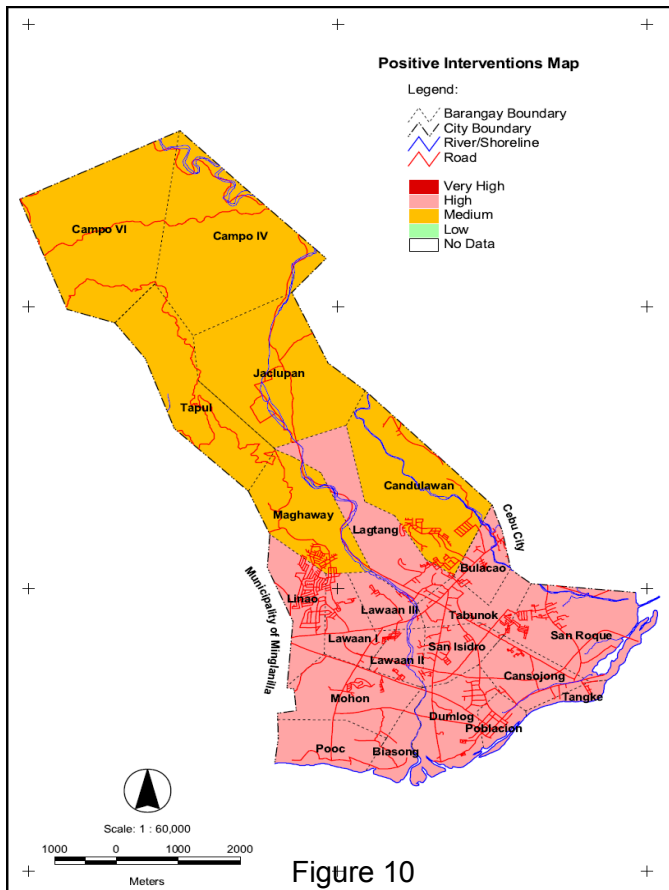 Positive Interventions Map
Legend:
Barangay Boundary
City Boundary
River/Shoreline
Road
Very High
High
Medium
Low
No Data
Campo VI
Campo IV
Jaclupan
Tapul
Candulawan
Maghaway
Lagtang
Cebu City
Bulacao
Municipality of Minglanilla
Linao
Lawaan III
Tabunok
Lawaan I
San Isidro
San Roque
Lawaan II
Cansojong
Mohon
Tangke
Dumlog
Poblacion
Pooc
Biasong
Scale: 1 : 60,000
1000 0 1000 2000
Meters
Figure 10